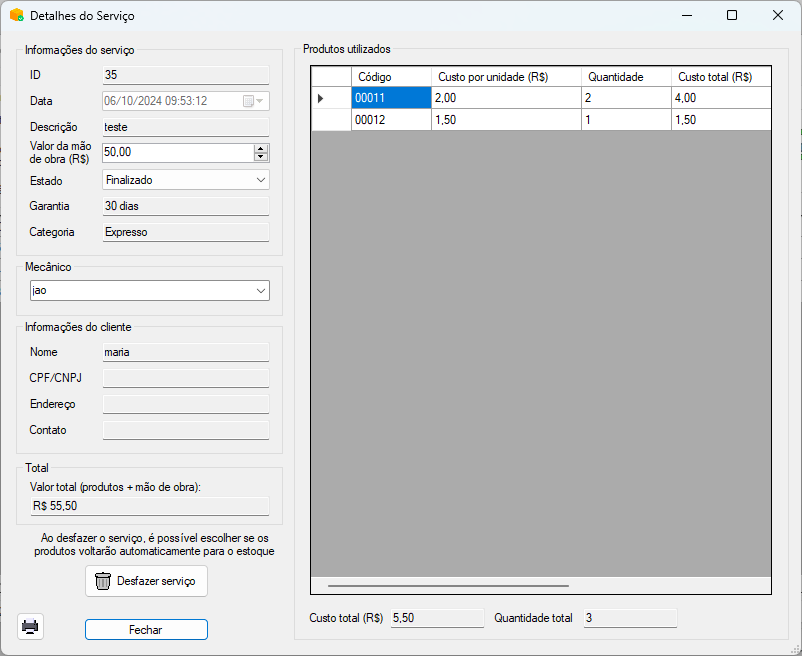 Detalhes do Serviço
Informações do serviço
ID 35
Data 06/10/2024 09:53:12
Descrição teste
Valor da mão
de obra (R$) 50,00
Estado Finalizado
Garantia 30 dias
Categoria Expresso
Mecânico
jao
Informações do cliente
Nome maria
CPF/CNPJ
Endereço
Contato
Total
Valor total (produtos + mão de obra):
R$ 55,50
Ao desfazer o serviço, é possível escolher se os
produtos voltarão automaticamente para o estoque
Desfazer serviço
Fechar
Produtos utilizados
Código Custo por unidade (R$) Quantidade Custo total (R$)
00011 2,00 2 4,00
00012 1,50 1 1,50
Custo total (R$) 5,50 Quantidade total 3